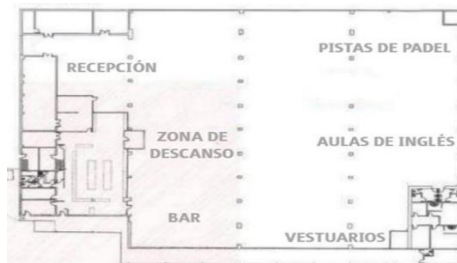 PISTAS DE PADEL
RECEPCIÓN
ZONA DE
DESCANSO
AULAS DE INGLÉS
BAR
VESTUARIOS